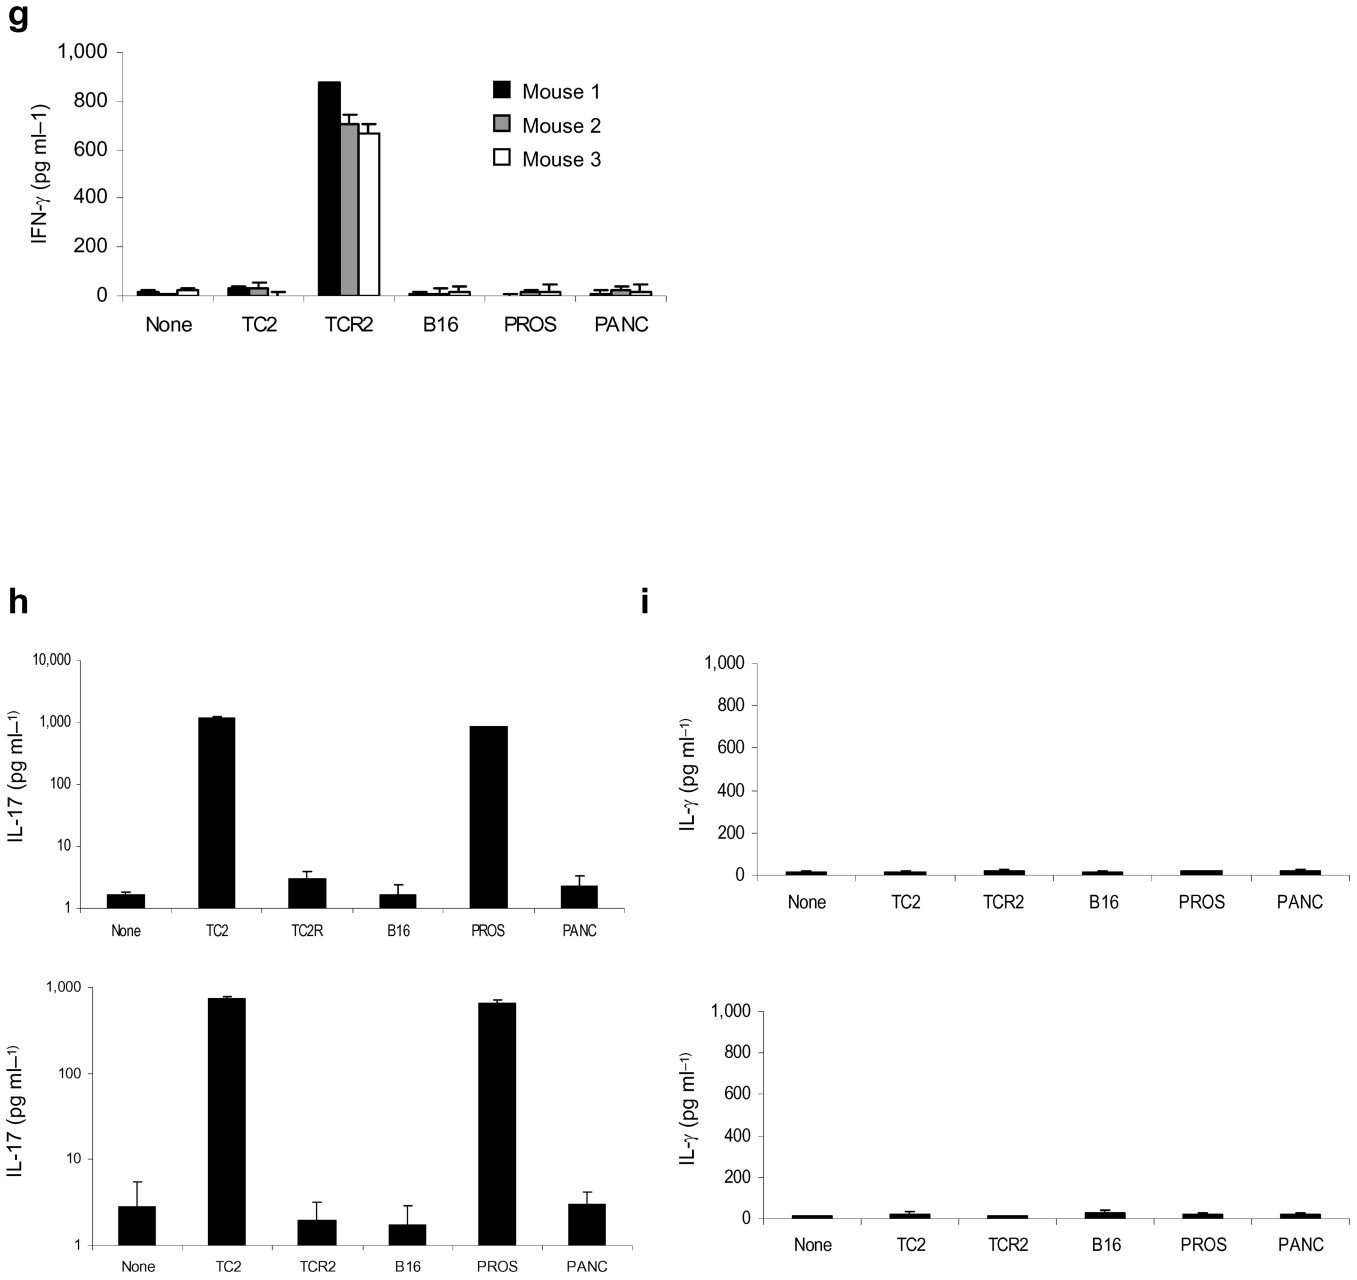 g
1,000
800
600
400
200
0
IFN-γ (pg ml–1)
Mouse 1
Mouse 2
Mouse 3
None TC2 TCR2 B16 PROS PANC
h
10,000
1,000
100
10
1
IL-17 (pg ml–1)
None TC2 TC2R B16 PROS PANC
1,000
100
10
1
IL-17 (pg ml–1)
None TC2 TCR2 B16 PROS PANC
i
1,000
800
600
400
200
0
IL-γ (pg ml–1)
None TC2 TCR2 B16 PROS PANC
1,000
800
600
400
200
0
IL-γ (pg ml–1)
None TC2 TCR2 B16 PROS PANC